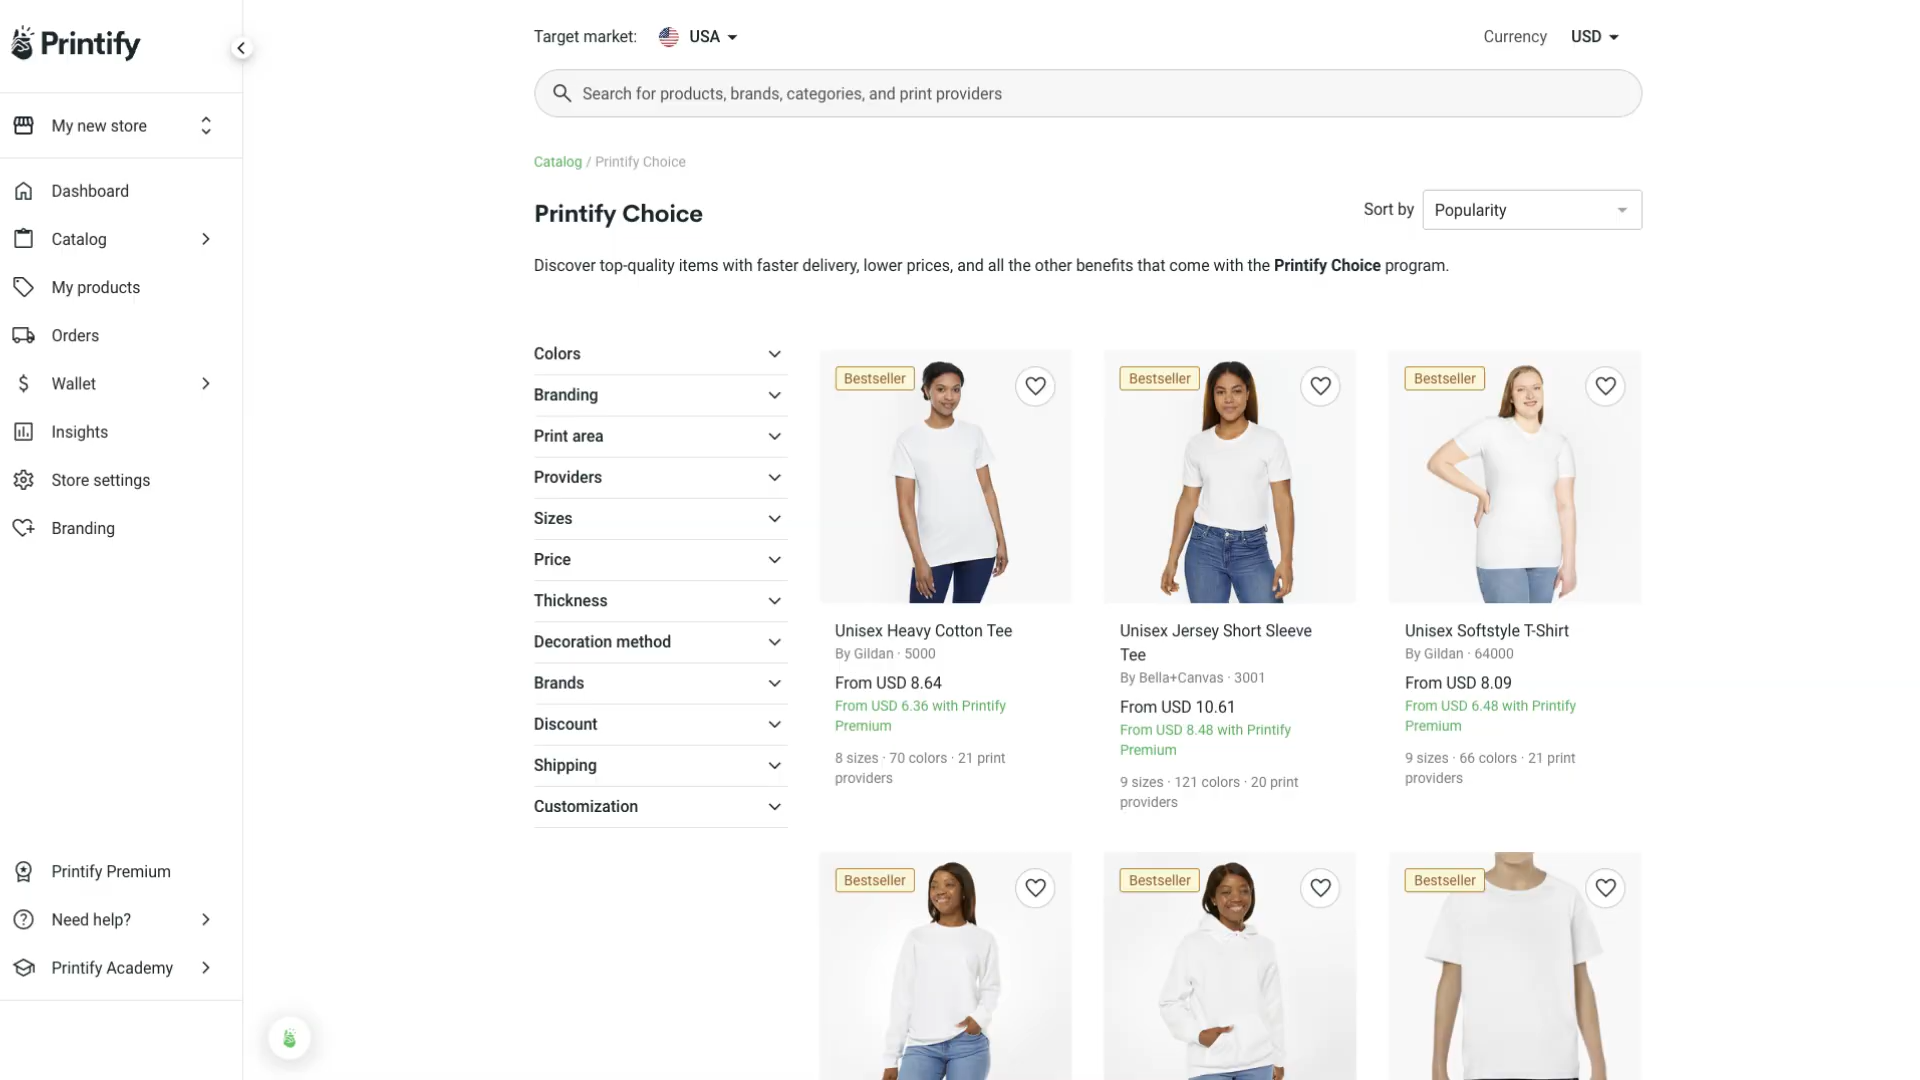 Printify
My new store
Dashboard
Catalog
My products
Orders
Wallet
Insights
Store settings
Branding
Printify Premium
Need help?
Printify Academy
Target market: USA
Currency USD
Search for products, brands, categories, and print providers
Catalog / Printify Choice
Printify Choice
Sort by Popularity
Discover top-quality items with faster delivery, lower prices, and all the other benefits that come with the Printify Choice program.
Colors
Branding
Print area
Providers
Sizes
Price
Thickness
Decoration method
Brands
Discount
Shipping
Customization
Bestseller
Unisex Heavy Cotton Tee
By Gildan · 5000
From USD 8.64
From USD 6.36 with Printify
Premium
8 sizes · 70 colors · 21 print
providers
Bestseller
Unisex Jersey Short Sleeve
Tee
By Bella+Canvas · 3001
From USD 10.61
From USD 8.48 with Printify
Premium
9 sizes · 121 colors · 20 print
providers
Bestseller
Unisex Softstyle T-Shirt
By Gildan · 64000
From USD 8.09
From USD 6.48 with Printify
Premium
9 sizes · 66 colors · 21 print
providers
Bestseller
Bestseller
Bestseller